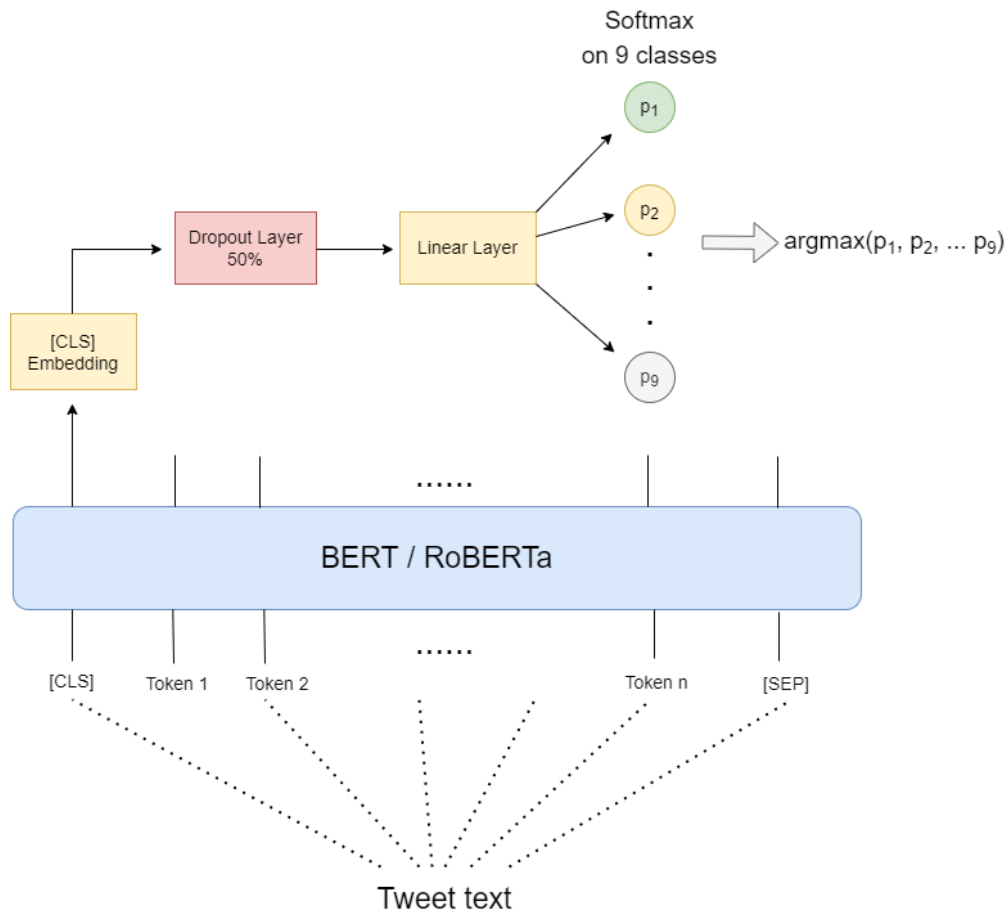 Softmax
on 9 classes
p1
Dropout Layer
50%
Linear Layer
p2
argmax(p1, p2, ... p9)
[CLS]
Embedding
p9
......
BERT / RoBERTa
......
[CLS]
Token 1
Token 2
Token n
[SEP]
Tweet text